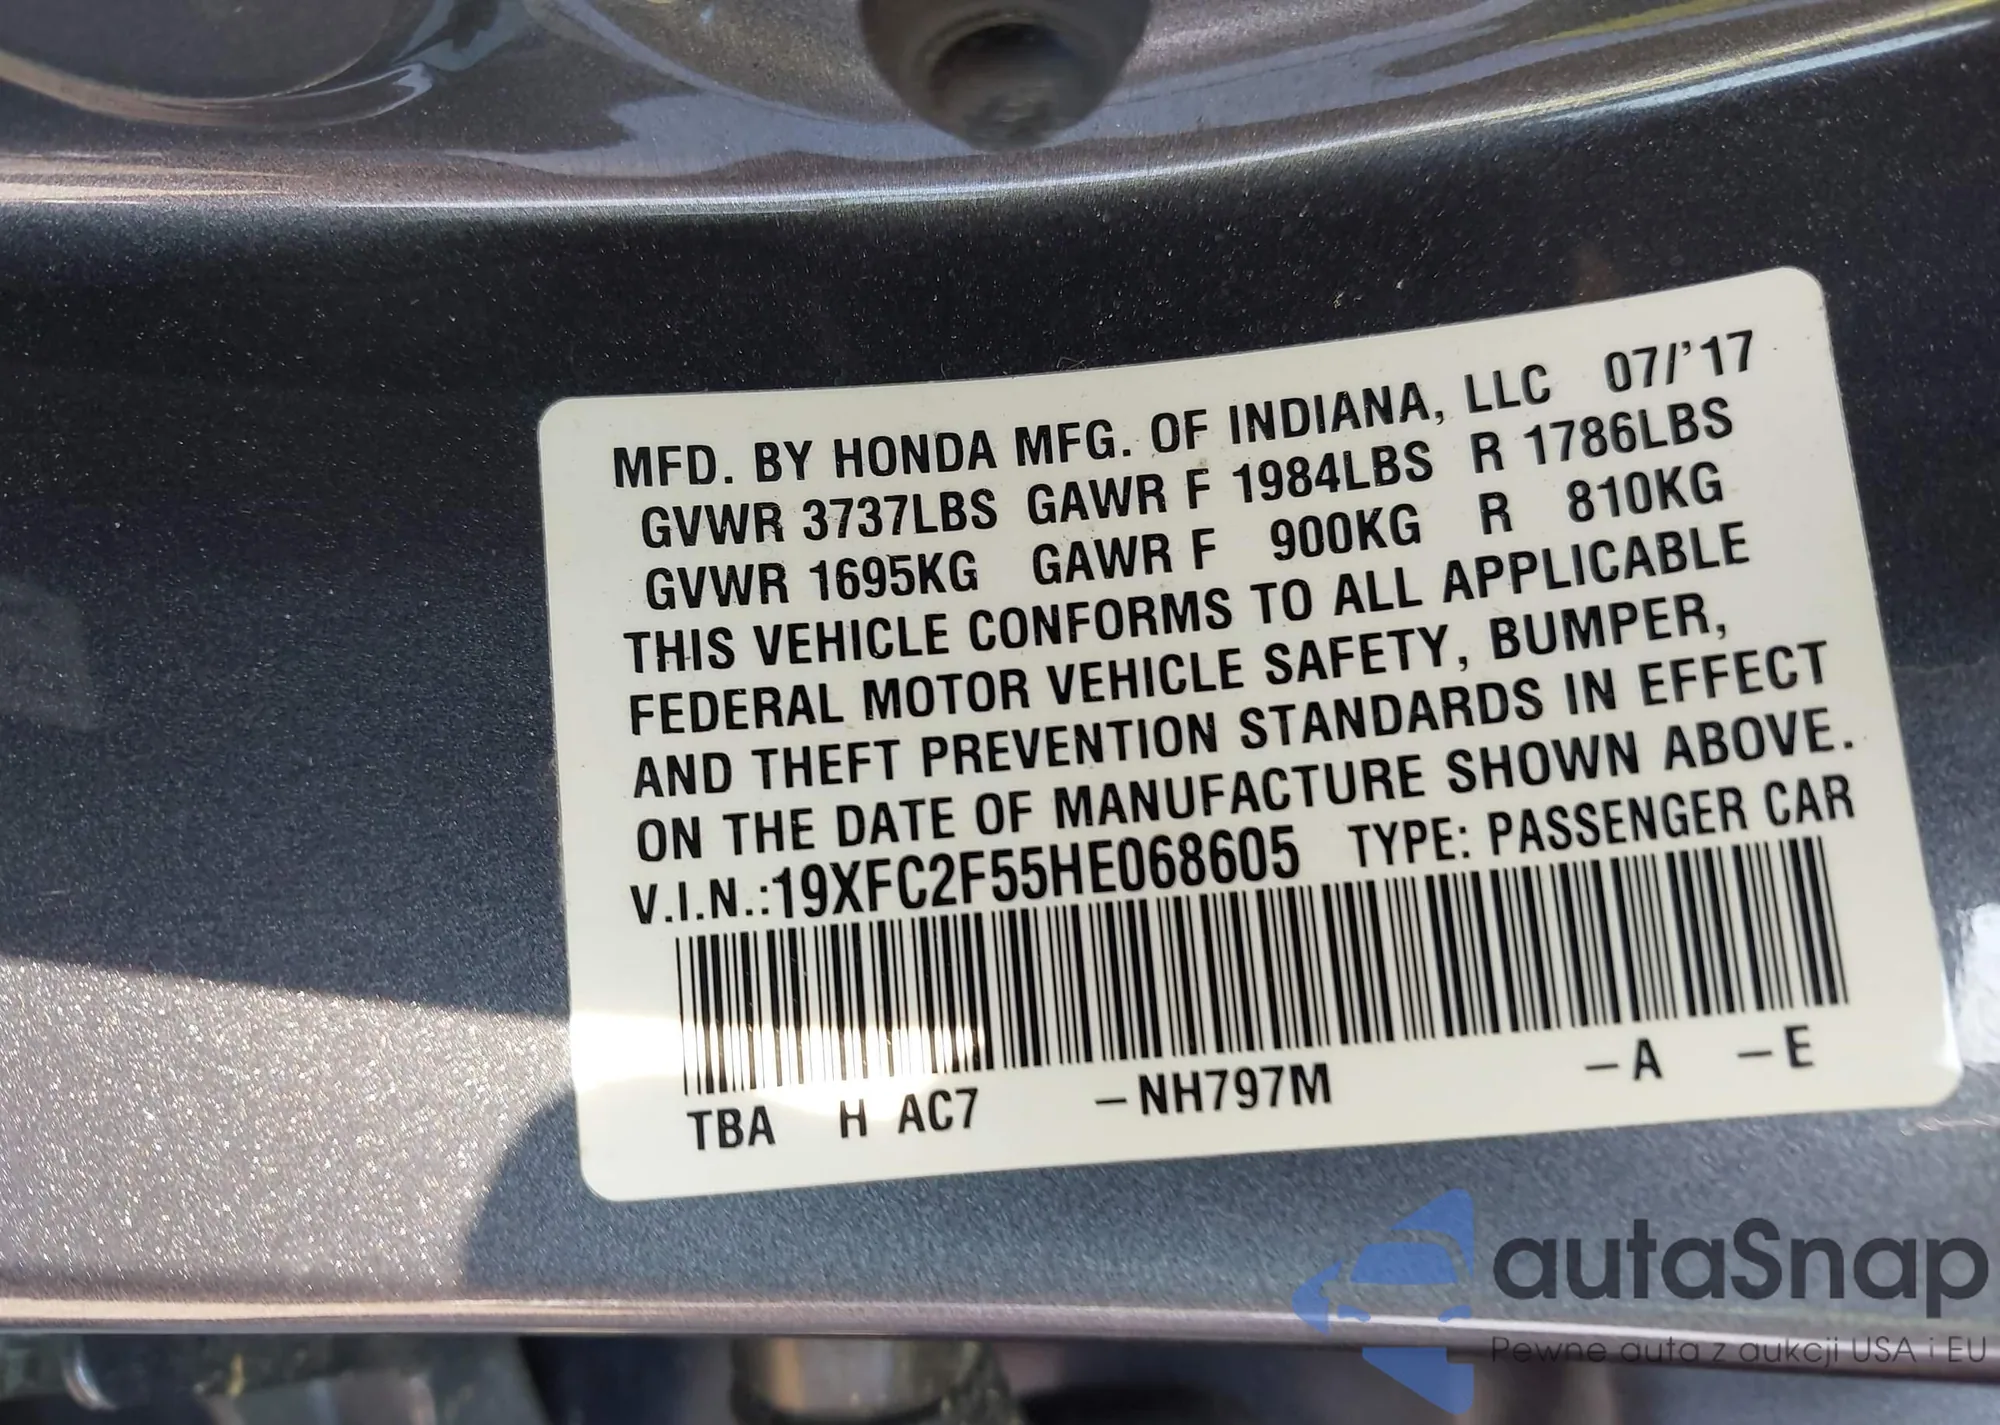 MFD. BY HONDA MFG. OF INDIANA, LLC 07/'17
GVWR 3737LBS GAWR F 1984LBS R 1786LBS
GVWR 1695KG GAWR F 900KG R 810KG
THIS VEHICLE CONFORMS TO ALL APPLICABLE
FEDERAL MOTOR VEHICLE SAFETY, BUMPER,
AND THEFT PREVENTION STANDARDS IN EFFECT
ON THE DATE OF MANUFACTURE SHOWN ABOVE.
V.I.N.:19XFC2F55HE068605 TYPE: PASSENGER CAR
TBA H AC7 –NH797M –A –E
autaSnap
Pewne auta z aukcji USA i EU